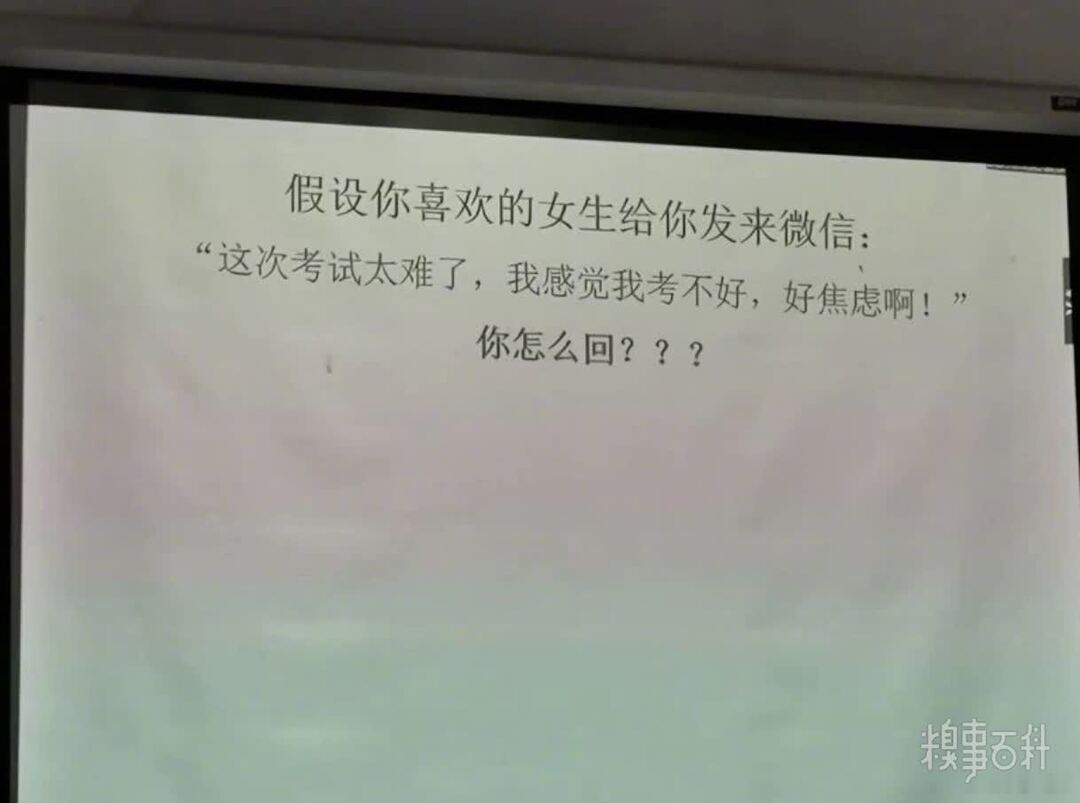 假设你喜欢的女生给你发来微信：
“这次考试太难了，我感觉我考不好，好焦虑啊！”
你怎么回？？？
糗事百科